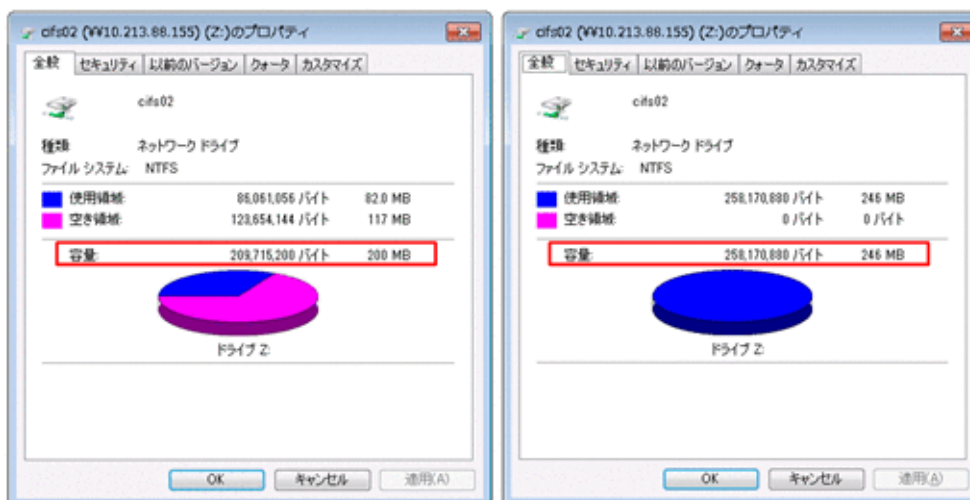 cifs02 (¥¥10.213.88.155) (Z:)のプロパティ
全般 セキュリティ 以前のバージョン クォータ カスタマイズ
cifs02
種類: ネットワーク ドライブ
ファイル システム: NTFS
使用領域: 86,061,056 バイト 82.0 MB
空き領域: 123,654,144 バイト 117 MB
容量: 209,715,200 バイト 200 MB
ドライブ Z:
OK キャンセル 適用(A)
cifs02 (¥¥10.213.88.155) (Z:)のプロパティ
全般 セキュリティ 以前のバージョン クォータ カスタマイズ
cifs02
種類: ネットワーク ドライブ
ファイル システム: NTFS
使用領域: 258,170,880 バイト 246 MB
空き領域: 0 バイト 0 バイト
容量: 258,170,880 バイト 246 MB
ドライブ Z:
OK キャンセル 適用(A)